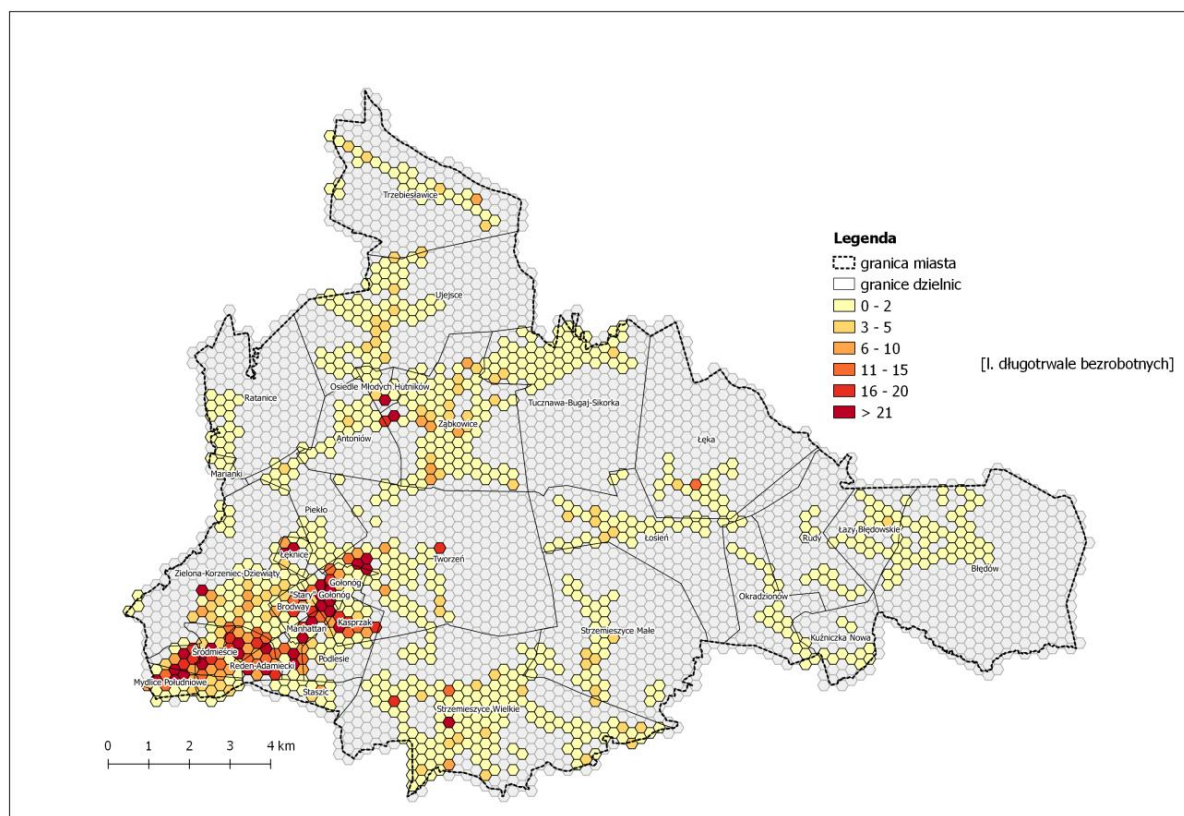 Trzebiesławice
Legenda
granica miasta
granice dzielnic
0 - 2
3 - 5
6 - 10
11 - 15
16 - 20
> 21
[l. długotrwale bezrobotnych]
Ujejsce
Osiedle Młodych Hutników
Ratanice
Tucznawa-Bugaj-Sikorka
Ząbkowice
Antoniów
Łęka
Marianki
Piekło
Łosień
Rudy
Łazy Błędowskie
Łęknice
Tworzeń
Błędów
Zielona-Korzeniec-Dziewiąty
Gołonóg
"Stary" Gołonóg
Okradzionów
Brodway
Manhattan
Kasprzak
Strzemieszyce Małe
Kuźniczka Nowa
Śródmieście
Podlesie
Reden-Adamiecki
Mydlice Południowe
Staszic
Strzemieszyce Wielkie
0 1 2 3 4 km